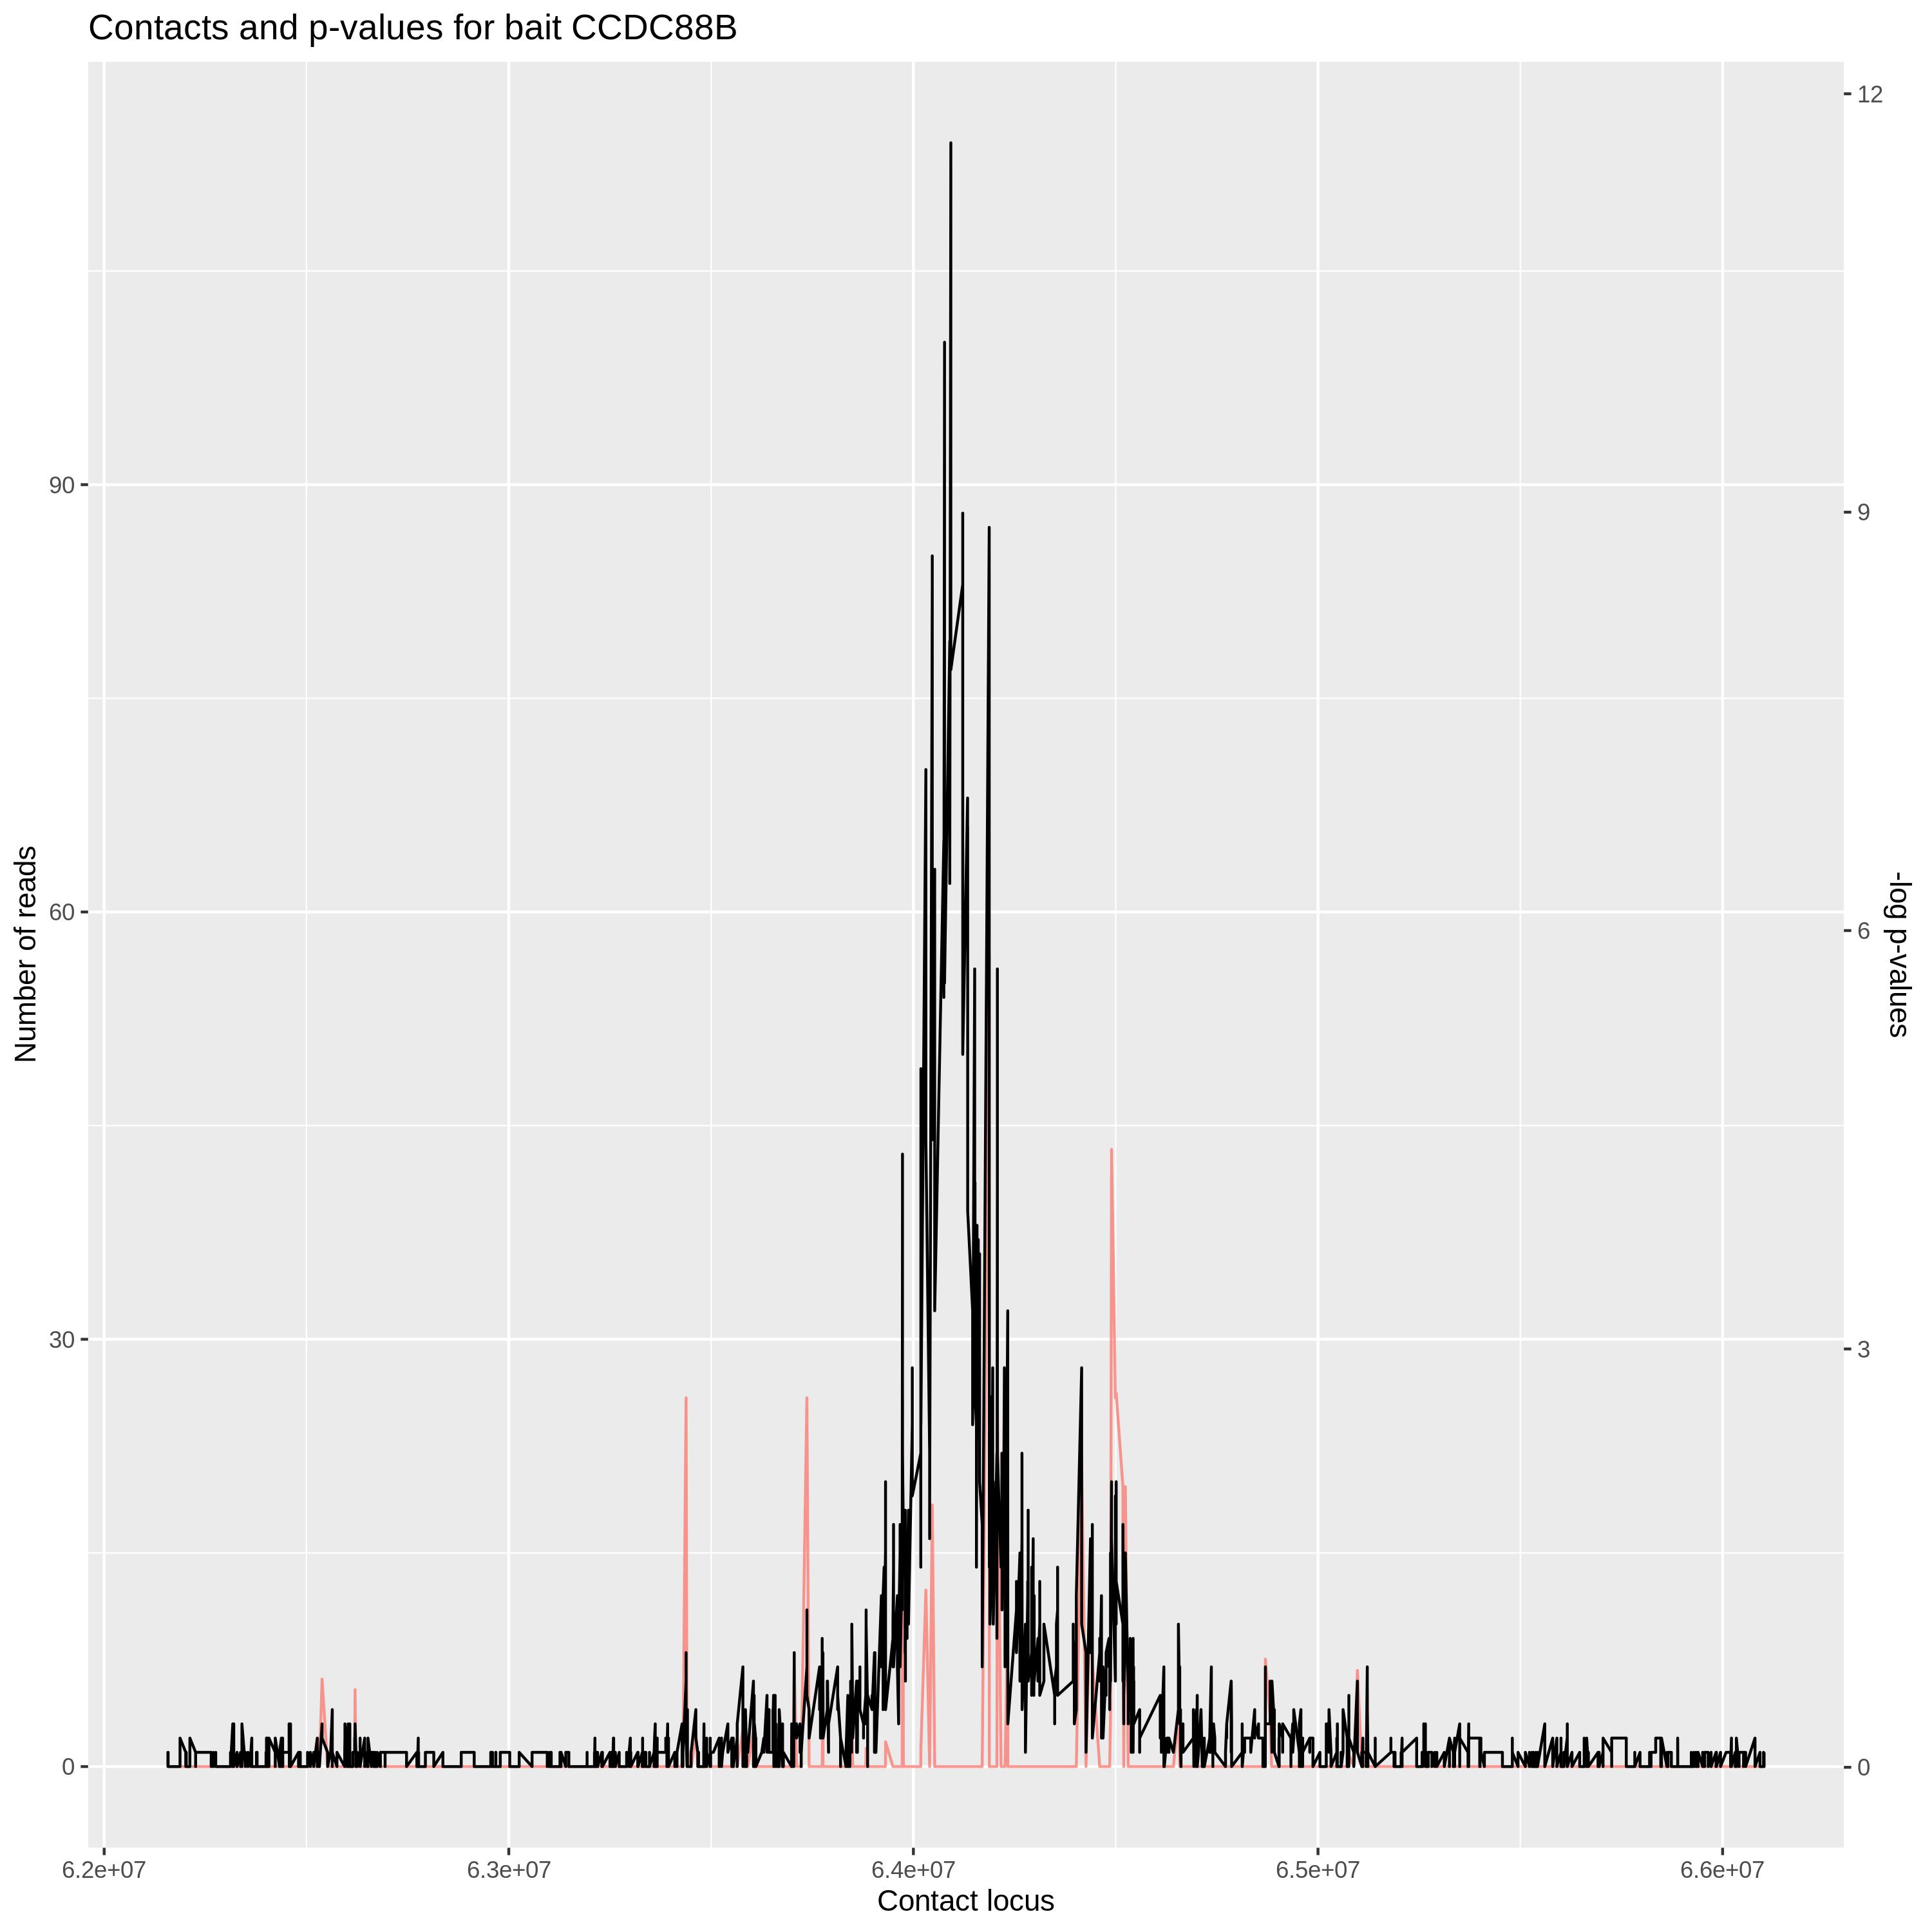 Contacts and p-values for bait CCDC88B
12
90
9
Number of reads
60
6
-log p-values
30
3
0
0
6.2e+07
6.3e+07
6.4e+07
6.5e+07
6.6e+07
Contact locus